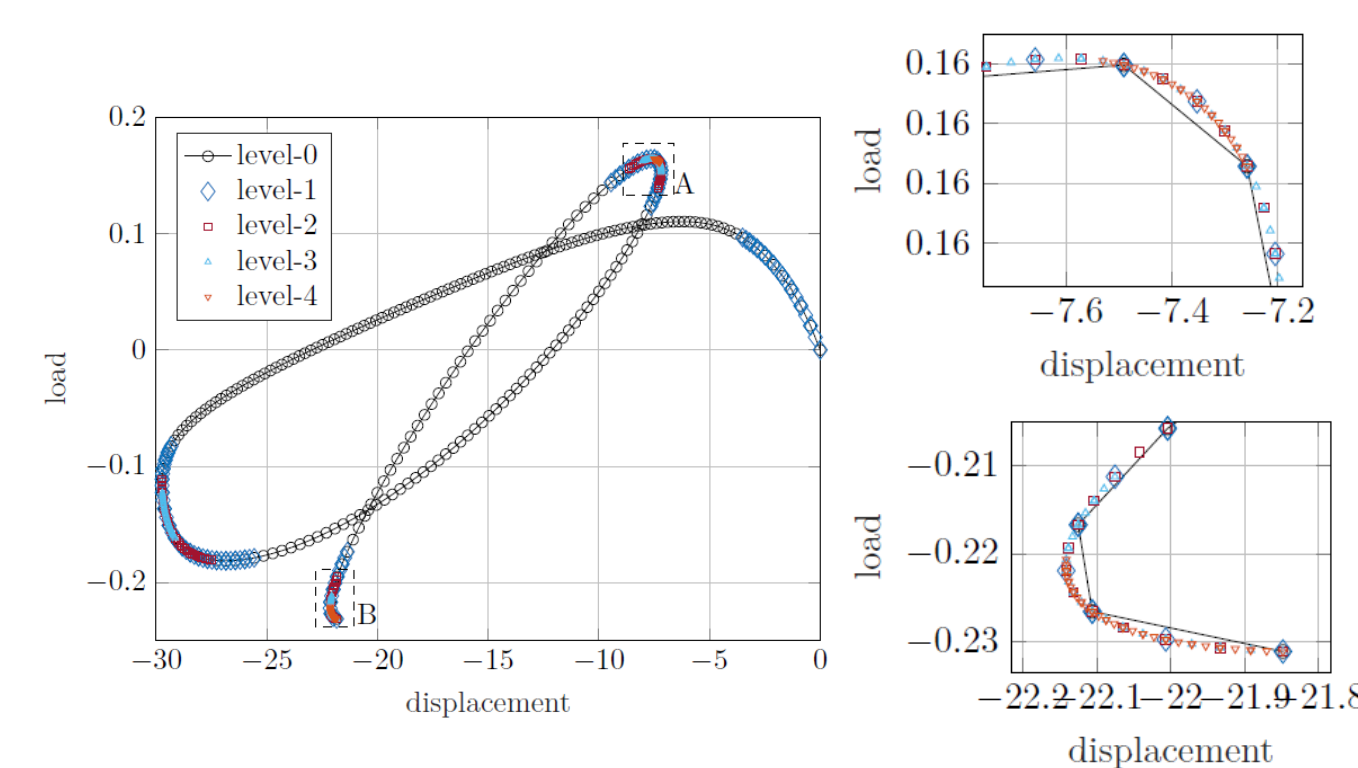 0.2
0.1
0
−0.1
−0.2
−30
−25
−20
−15
−10
−5
0
displacement
load
level-0
level-1
level-2
level-3
level-4
A
B
0.16
0.16
0.16
0.16
−7.6
−7.4
−7.2
displacement
load
−0.21
−0.22
−0.23
−22.2
−22.1
−22
−21.9
−21.8
displacement
load